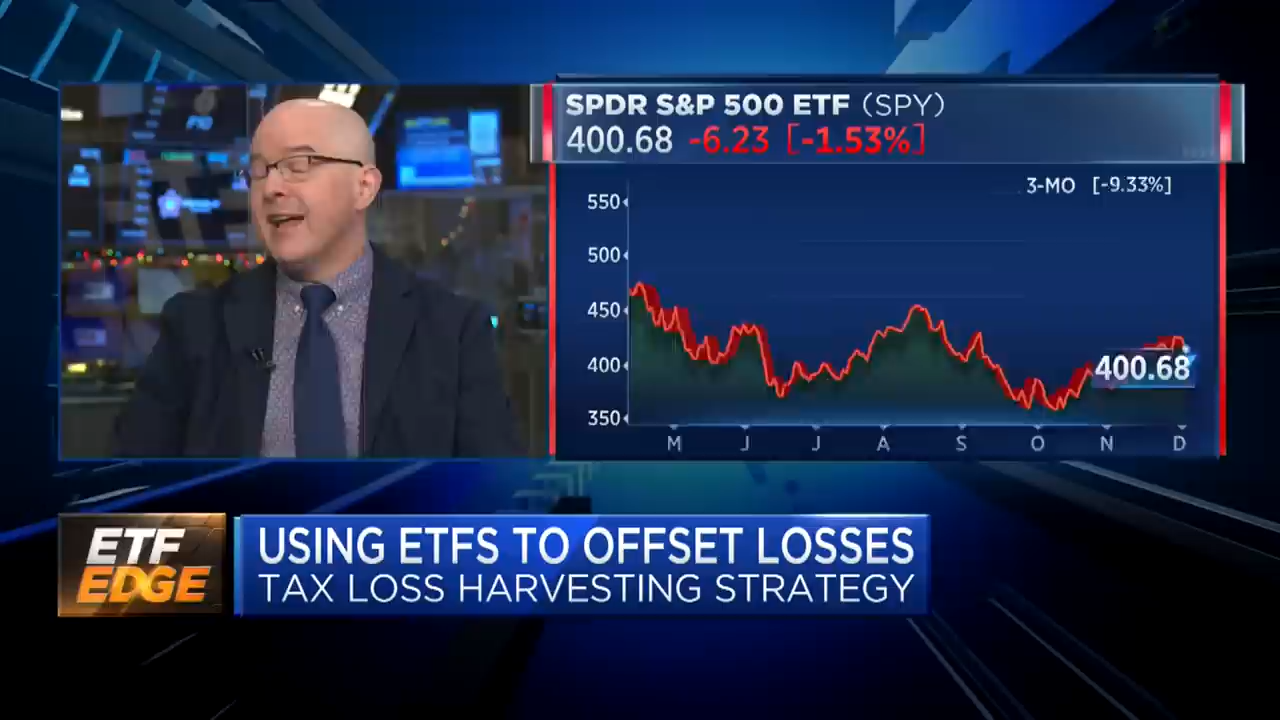 SPDR S&P 500 ETF (SPY)
400.68 -6.23 [-1.53%]
3-MO [-9.33%]
550
500
450
400
350
400.68
M J J A S O N D
ETF
EDGE
USING ETFS TO OFFSET LOSSES
TAX LOSS HARVESTING STRATEGY